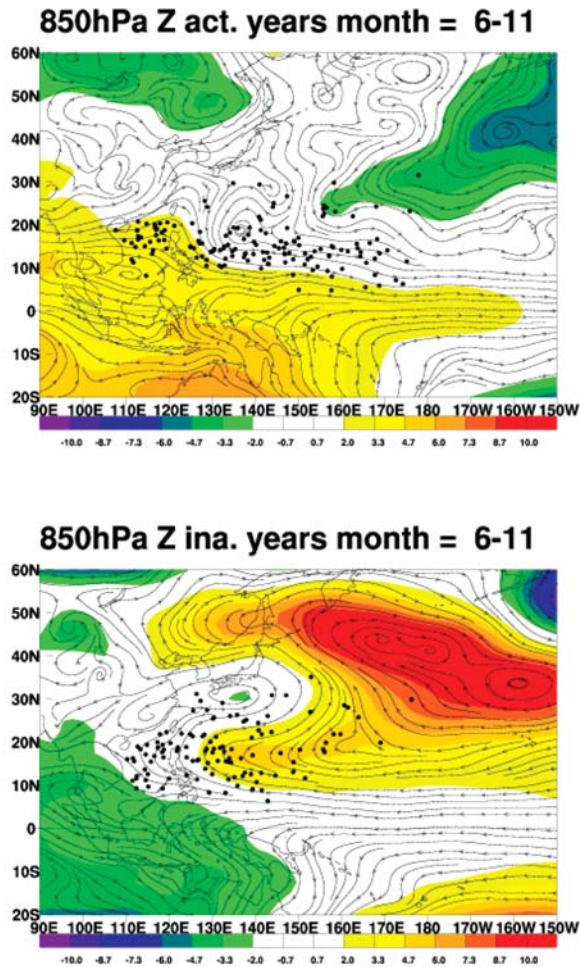 850hPa Z act. years month = 6-11
60N
50N
40N
30N
20N
10N
0
10S
20S
90E 100E 110E 120E 130E 140E 150E 160E 170E 180 170W 160W 150W
-10.0 -8.7 -7.3 -6.0 -4.7 -3.3 -2.0 -0.7 0.7 2.0 3.3 4.7 6.0 7.3 8.7 10.0
850hPa Z ina. years month = 6-11
60N
50N
40N
30N
20N
10N
0
10S
20S
90E 100E 110E 120E 130E 140E 150E 160E 170E 180 170W 160W 150W
-10.0 -8.7 -7.3 -6.0 -4.7 -3.3 -2.0 -0.7 0.7 2.0 3.3 4.7 6.0 7.3 8.7 10.0